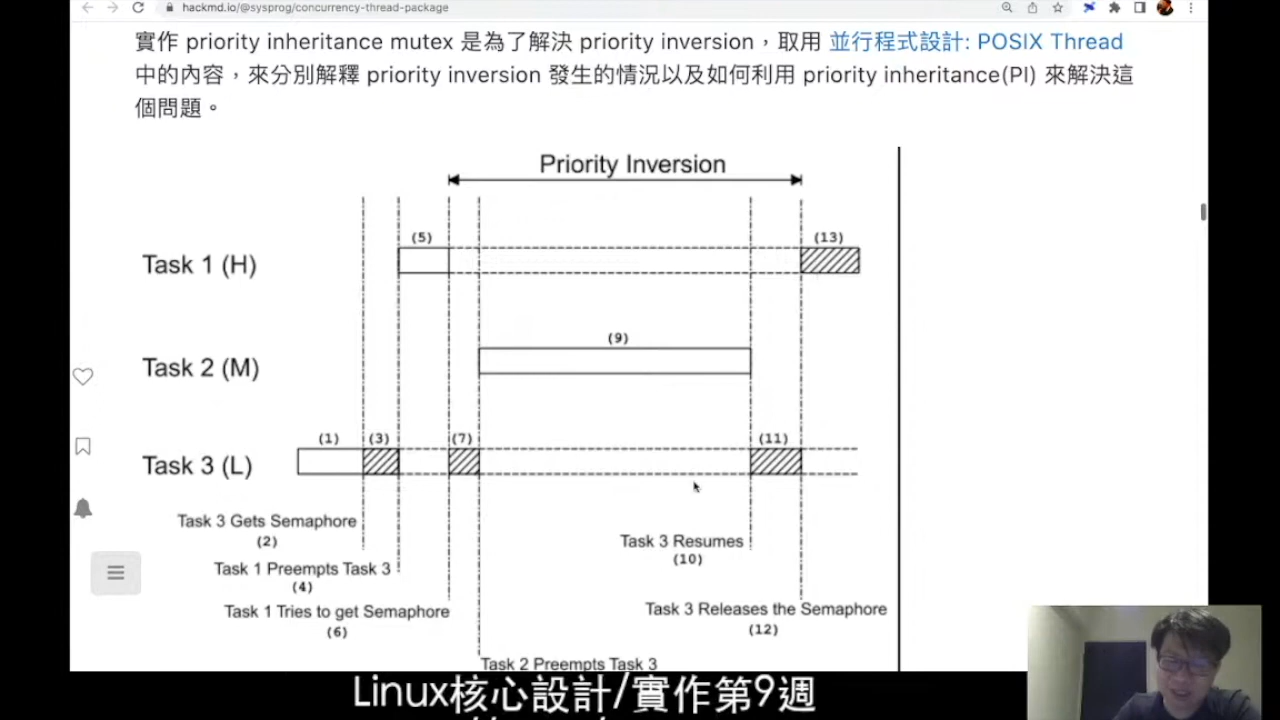 hackmd.io/@sysprog/concurrency-thread-package
實作 priority inheritance mutex 是為了解決 priority inversion，取用 並行程式設計: POSIX Thread
中的內容，來分別解釋 priority inversion 發生的情況以及如何利用 priority inheritance(PI) 來解決這
個問題。
Priority Inversion
(5)
(13)
Task 1 (H)
(9)
Task 2 (M)
(1)
(3)
(7)
(11)
Task 3 (L)
Task 3 Gets Semaphore
(2)
Task 3 Resumes
(10)
Task 1 Preempts Task 3
(4)
Task 1 Tries to get Semaphore
(6)
Task 3 Releases the Semaphore
(12)
Task 2 Preempts Task 3
Linux核心設計/實作第9週